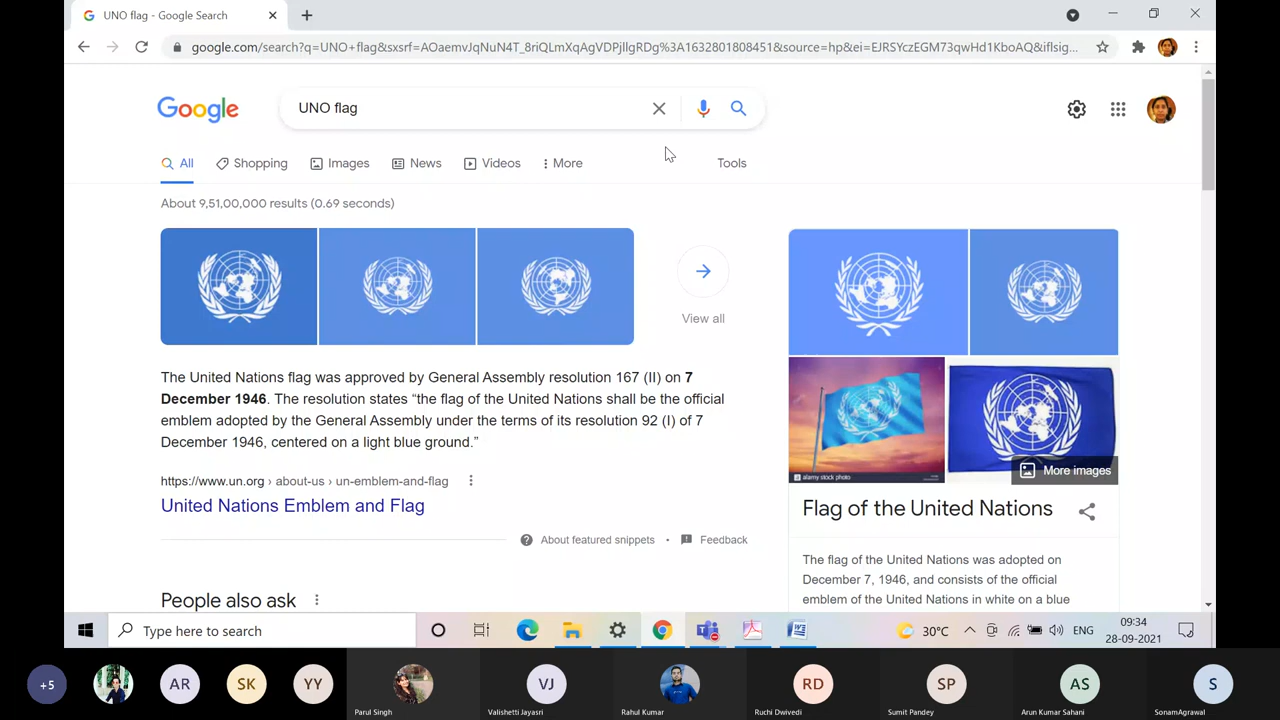 UNO flag - Google Search
google.com/search?q=UNO+flag&sxsrf=AOaemvJqNuN4T_8riQLmXqAgVDPjllgRDg%3A1632801808451&source=hp&ei=EJRSYczEGM73qwHd1KboAQ&iflsig...
Google
UNO flag
All
Shopping
Images
News
Videos
More
Tools
About 9,51,00,000 results (0.69 seconds)
View all
The United Nations flag was approved by General Assembly resolution 167 (II) on 7
December 1946. The resolution states “the flag of the United Nations shall be the official
emblem adopted by the General Assembly under the terms of its resolution 92 (I) of 7
December 1946, centered on a light blue ground.”
https://www.un.org › about-us › un-emblem-and-flag
United Nations Emblem and Flag
About featured snippets • Feedback
People also ask
alamy stock photo
More images
Flag of the United Nations
The flag of the United Nations was adopted on
December 7, 1946, and consists of the official
emblem of the United Nations in white on a blue
Type here to search
30°C
ENG
09:34
28-09-2021
+5
AR
SK
YY
Parul Singh
VJ
Valishetti Jayasri
Rahul Kumar
RD
Ruchi Dwivedi
SP
Sumit Pandey
AS
Arun Kumar Sahani
S
SonamAgrawal